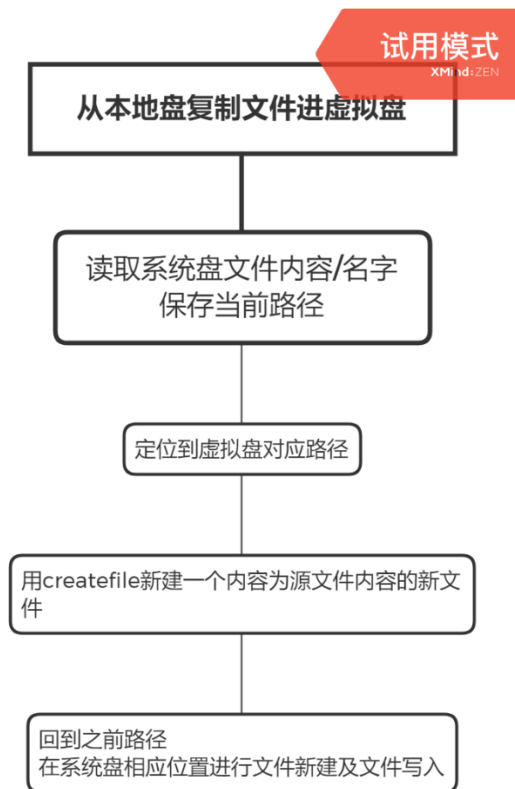 试用模式
XMind:ZEN
从本地盘复制文件进虚拟盘
读取系统盘文件内容/名字
保存当前路径
定位到虚拟盘对应路径
用createfile新建一个内容为源文件内容的新文
件
回到之前路径
在系统盘相应位置进行文件新建及文件写入